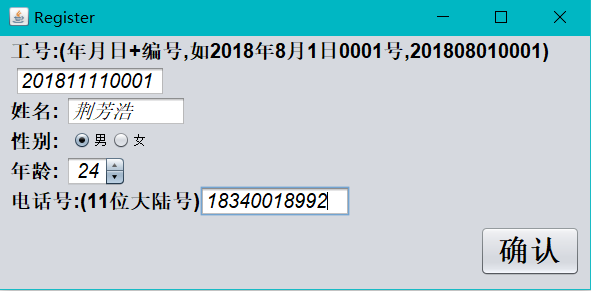 Register
工号:(年月日+编号,如2018年8月1日0001号,201808010001)
201811110001
姓名: 荆芳浩
性别: 男 女
年龄: 24
电话号:(11位大陆号) 18340018992
确认